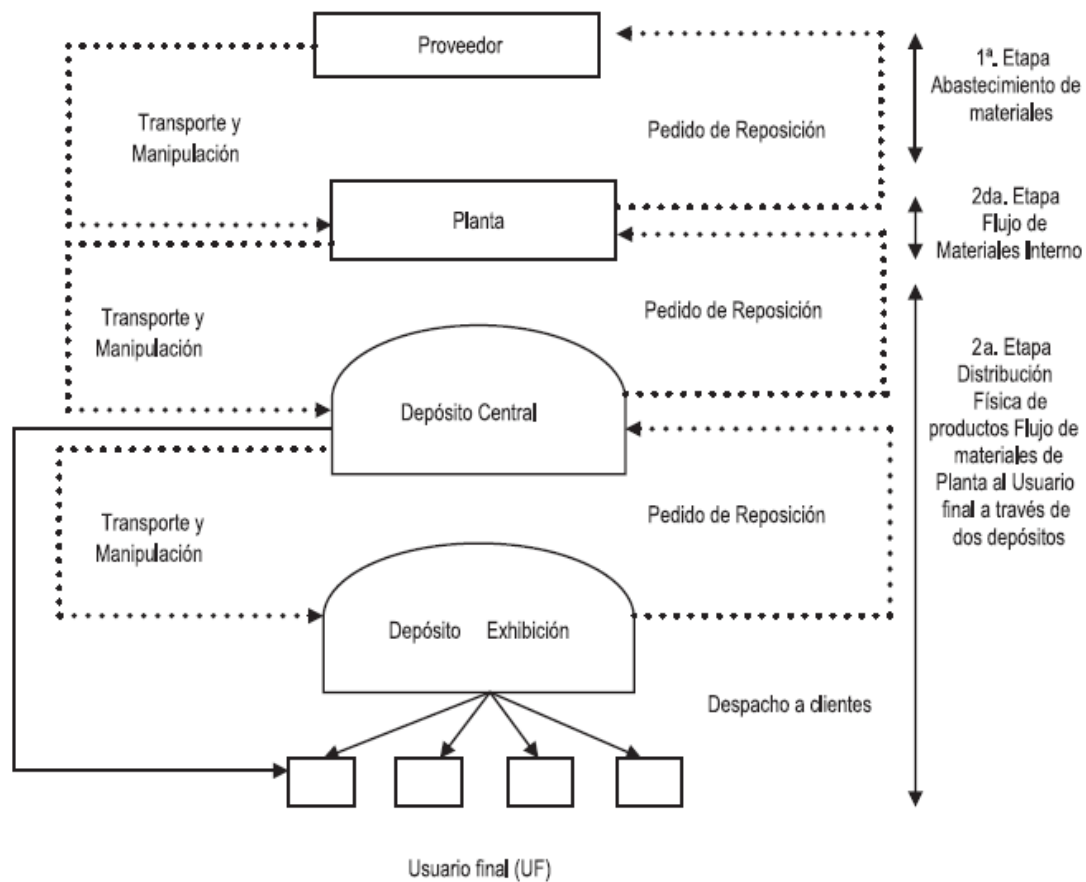 Proveedor
1ª. Etapa
Abastecimiento de
materiales
Transporte y
Manipulación
Pedido de Reposición
Planta
2da. Etapa
Flujo de
Materiales Interno
Transporte y
Manipulación
Pedido de Reposición
Depósito Central
2a. Etapa
Distribución
Física de
productos Flujo de
materiales de
Planta al Usuario
final a través de
dos depósitos
Transporte y
Manipulación
Pedido de Reposición
Depósito Exhibición
Despacho a clientes
Usuario final (UF)